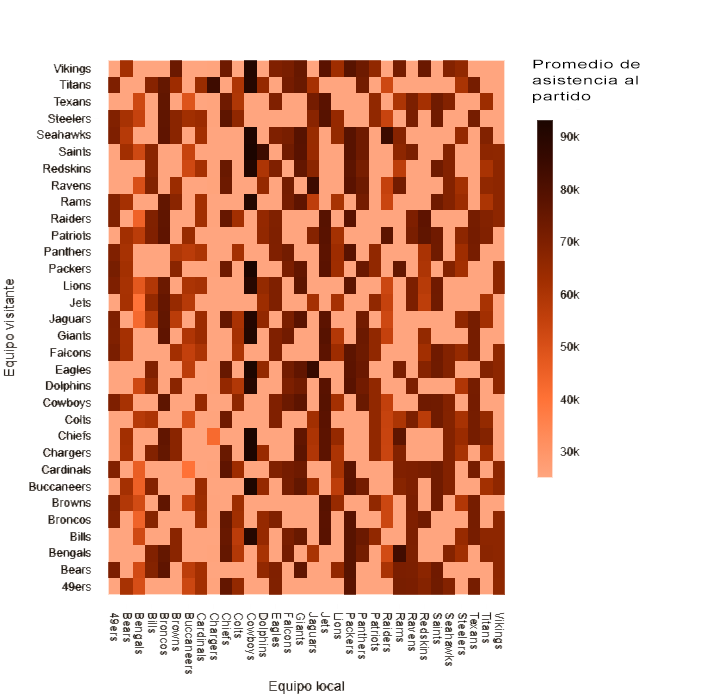 Promedio de
asistencia al
partido
90k
80k
70k
60k
50k
40k
30k
Equipo visitante
Vikings
Titans
Texans
Steelers
Seahawks
Saints
Redskins
Ravens
Rams
Raiders
Patriots
Panthers
Packers
Lions
Jets
Jaguars
Giants
Falcons
Eagles
Dolphins
Cowboys
Colts
Chiefs
Chargers
Cardinals
Buccaneers
Browns
Broncos
Bills
Bengals
Bears
49ers
49ers
Bears
Bengals
Bills
Broncos
Browns
Buccaneers
Cardinals
Chargers
Chiefs
Colts
Cowboys
Dolphins
Eagles
Falcons
Giants
Jaguars
Jets
Lions
Packers
Panthers
Patriots
Raiders
Rams
Ravens
Redskins
Saints
Seahawks
Steelers
Texans
Titans
Vikings
Equipo local